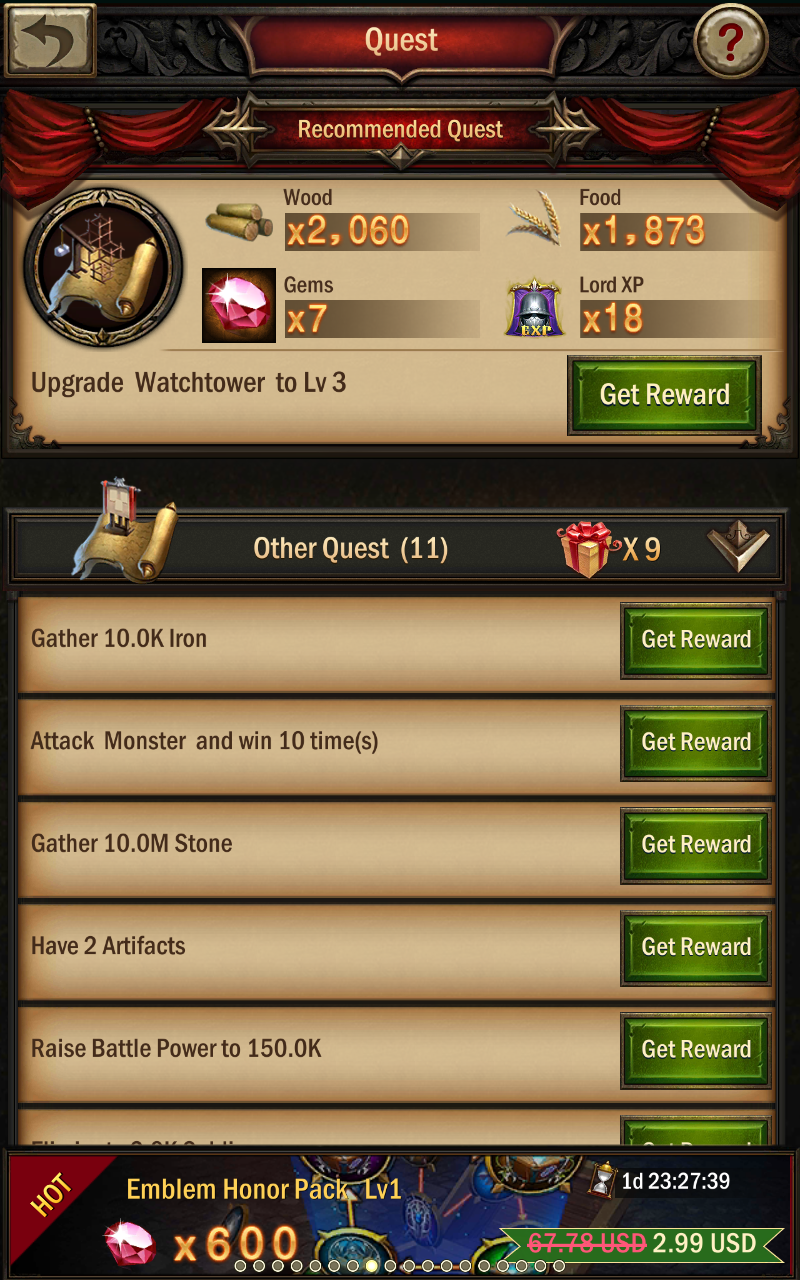 Quest
?
Recommended Quest
Wood
x2,060
Food
x1,873
Gems
x7
Lord XP
EXP
x18
Upgrade Watchtower to Lv 3
Get Reward
Other Quest (11)
X 9
Gather 10.0K Iron
Get Reward
Attack Monster and win 10 time(s)
Get Reward
Gather 10.0M Stone
Get Reward
Have 2 Artifacts
Get Reward
Raise Battle Power to 150.0K
Get Reward
HOT
Emblem Honor Pack Lv1
1d 23:27:39
x600
67.78 USD 2.99 USD